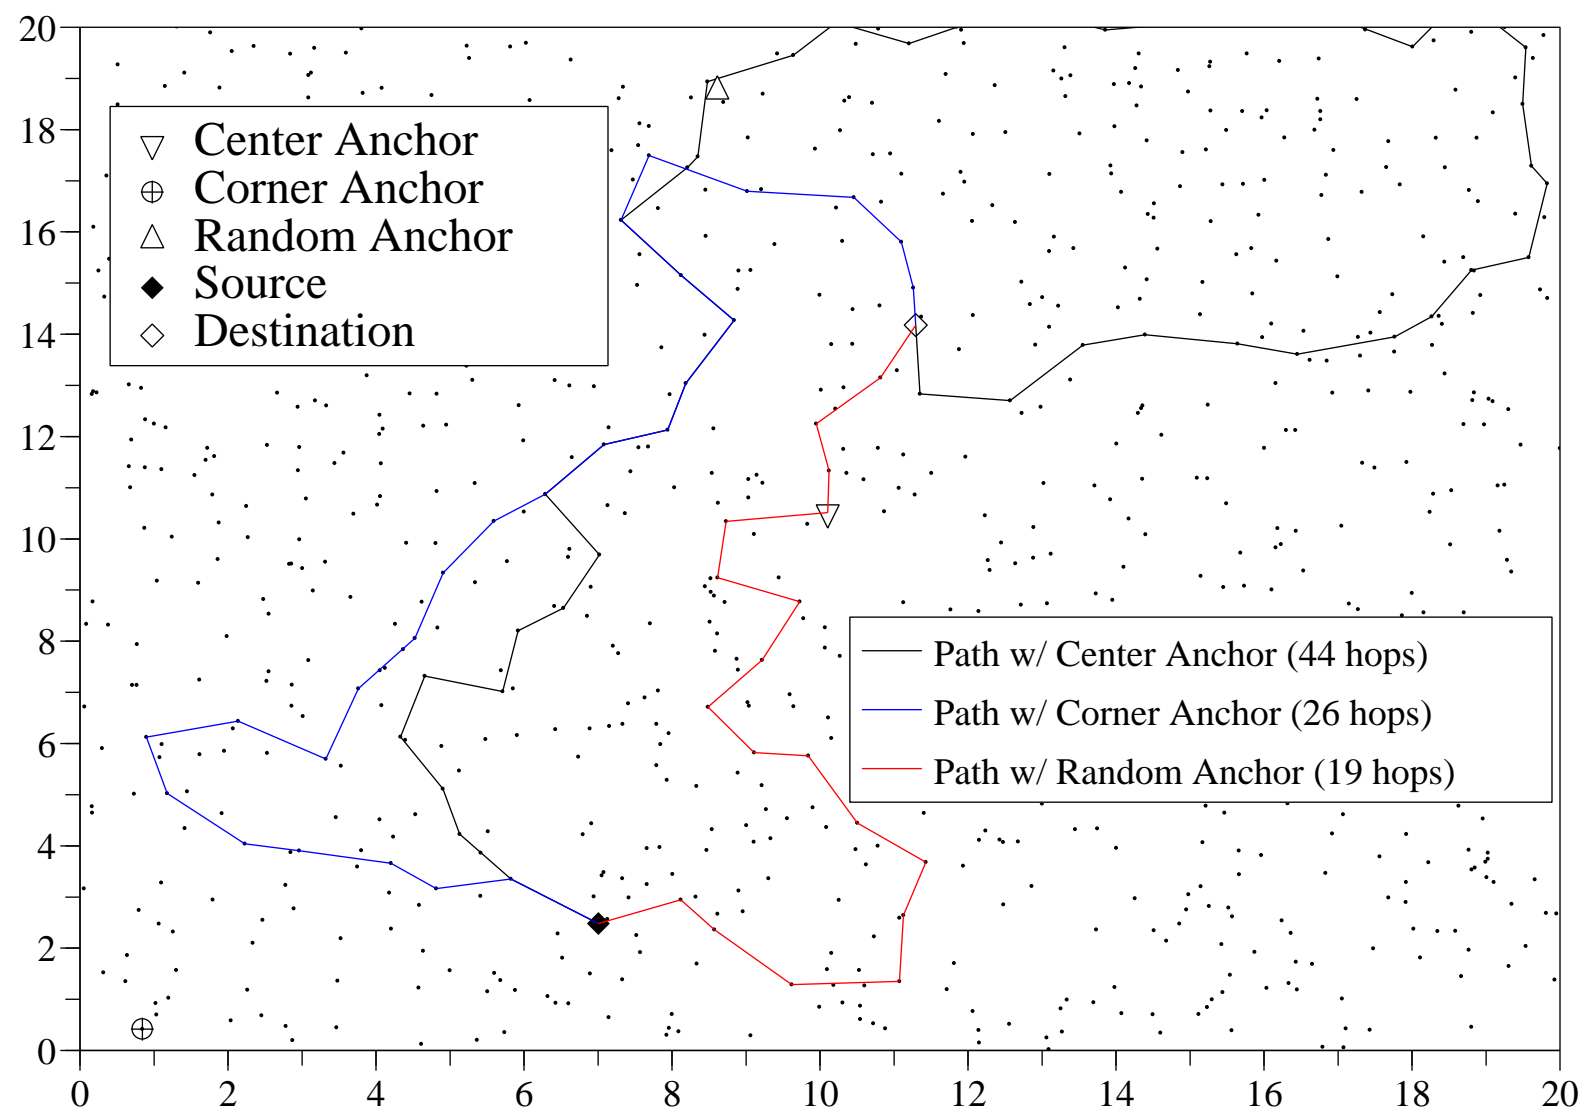 20
18
16
14
12
10
8
6
4
2
0
Center Anchor
Corner Anchor
Random Anchor
Source
Destination
Path w/ Center Anchor (44 hops)
Path w/ Corner Anchor (26 hops)
Path w/ Random Anchor (19 hops)
0 2 4 6 8 10 12 14 16 18 20